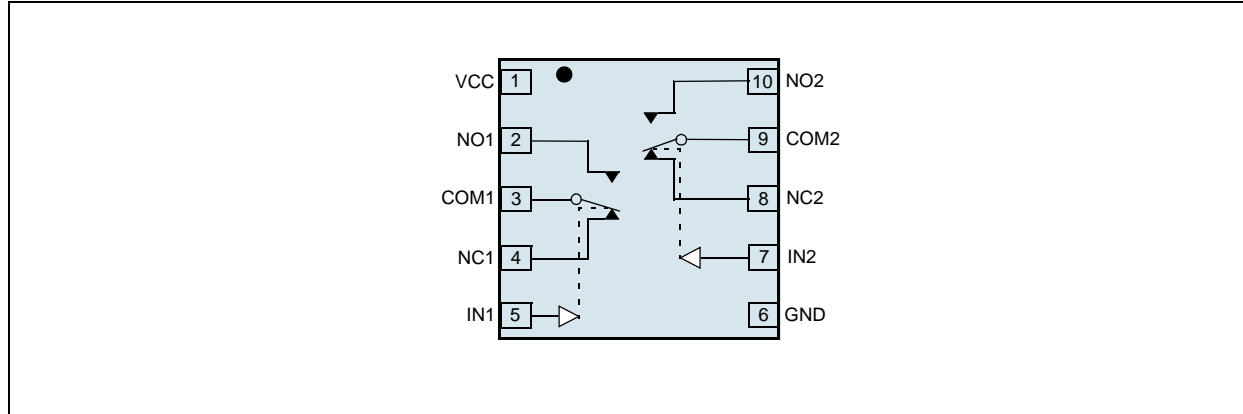 VCC 1 10 NO2
NO1 2 9 COM2
COM1 3 8 NC2
NC1 4 7 IN2
IN1 5 6 GND